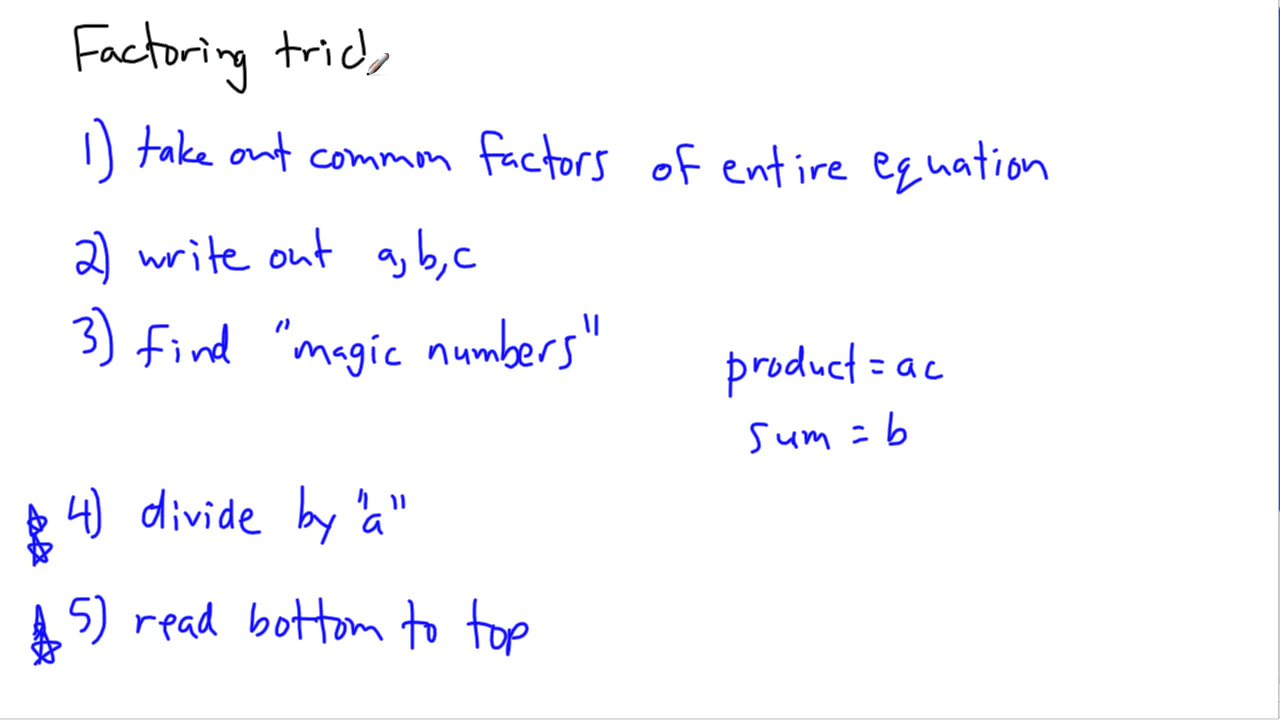 Factoring tric
1) take out common factors of entire equation
2) write out a,b,c
3) find "magic numbers"
product = ac
sum = b
4) divide by "a"
5) read bottom to top